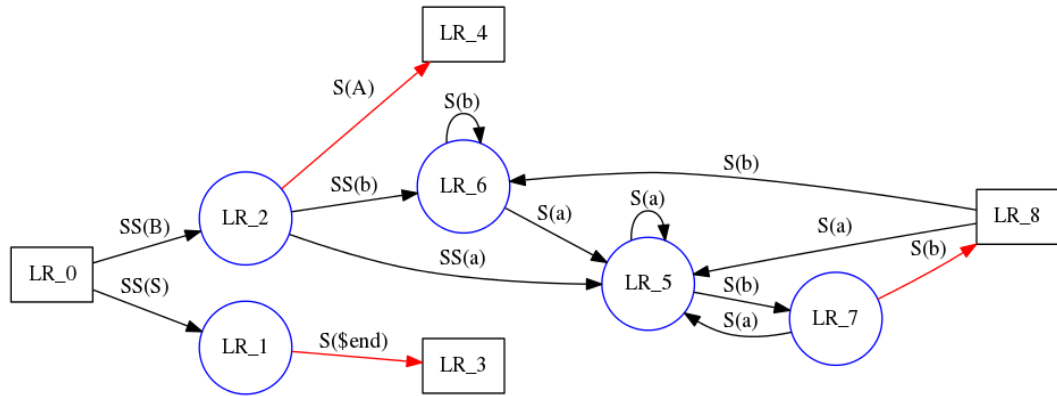 LR_4
S(A)
S(b)
S(b)
LR_6
SS(b)
S(a)
LR_8
LR_2
S(a)
S(a)
SS(B)
S(b)
SS(a)
LR_0
LR_5
S(b)
SS(S)
LR_7
S(a)
S($end)
LR_1
LR_3